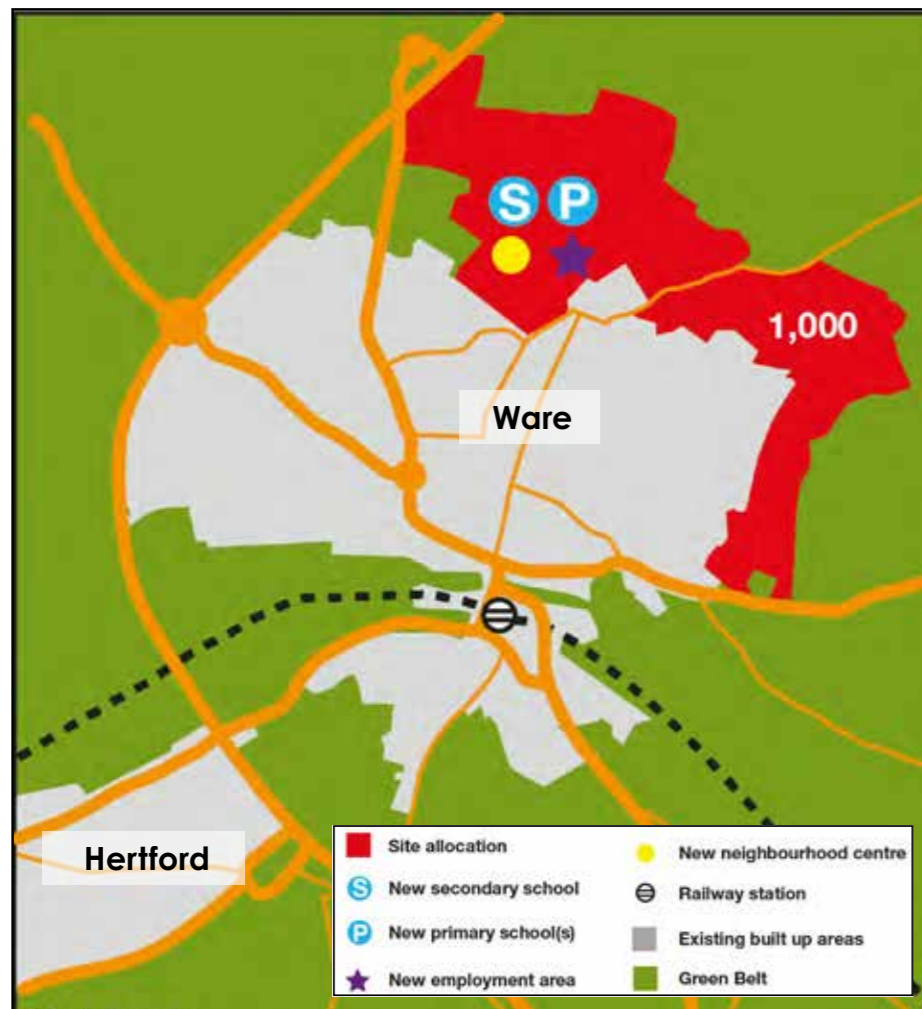 S P
1,000
Ware
Hertford
Site allocation
S New secondary school
P New primary school(s)
New employment area
New neighbourhood centre
Railway station
Existing built up areas
Green Belt